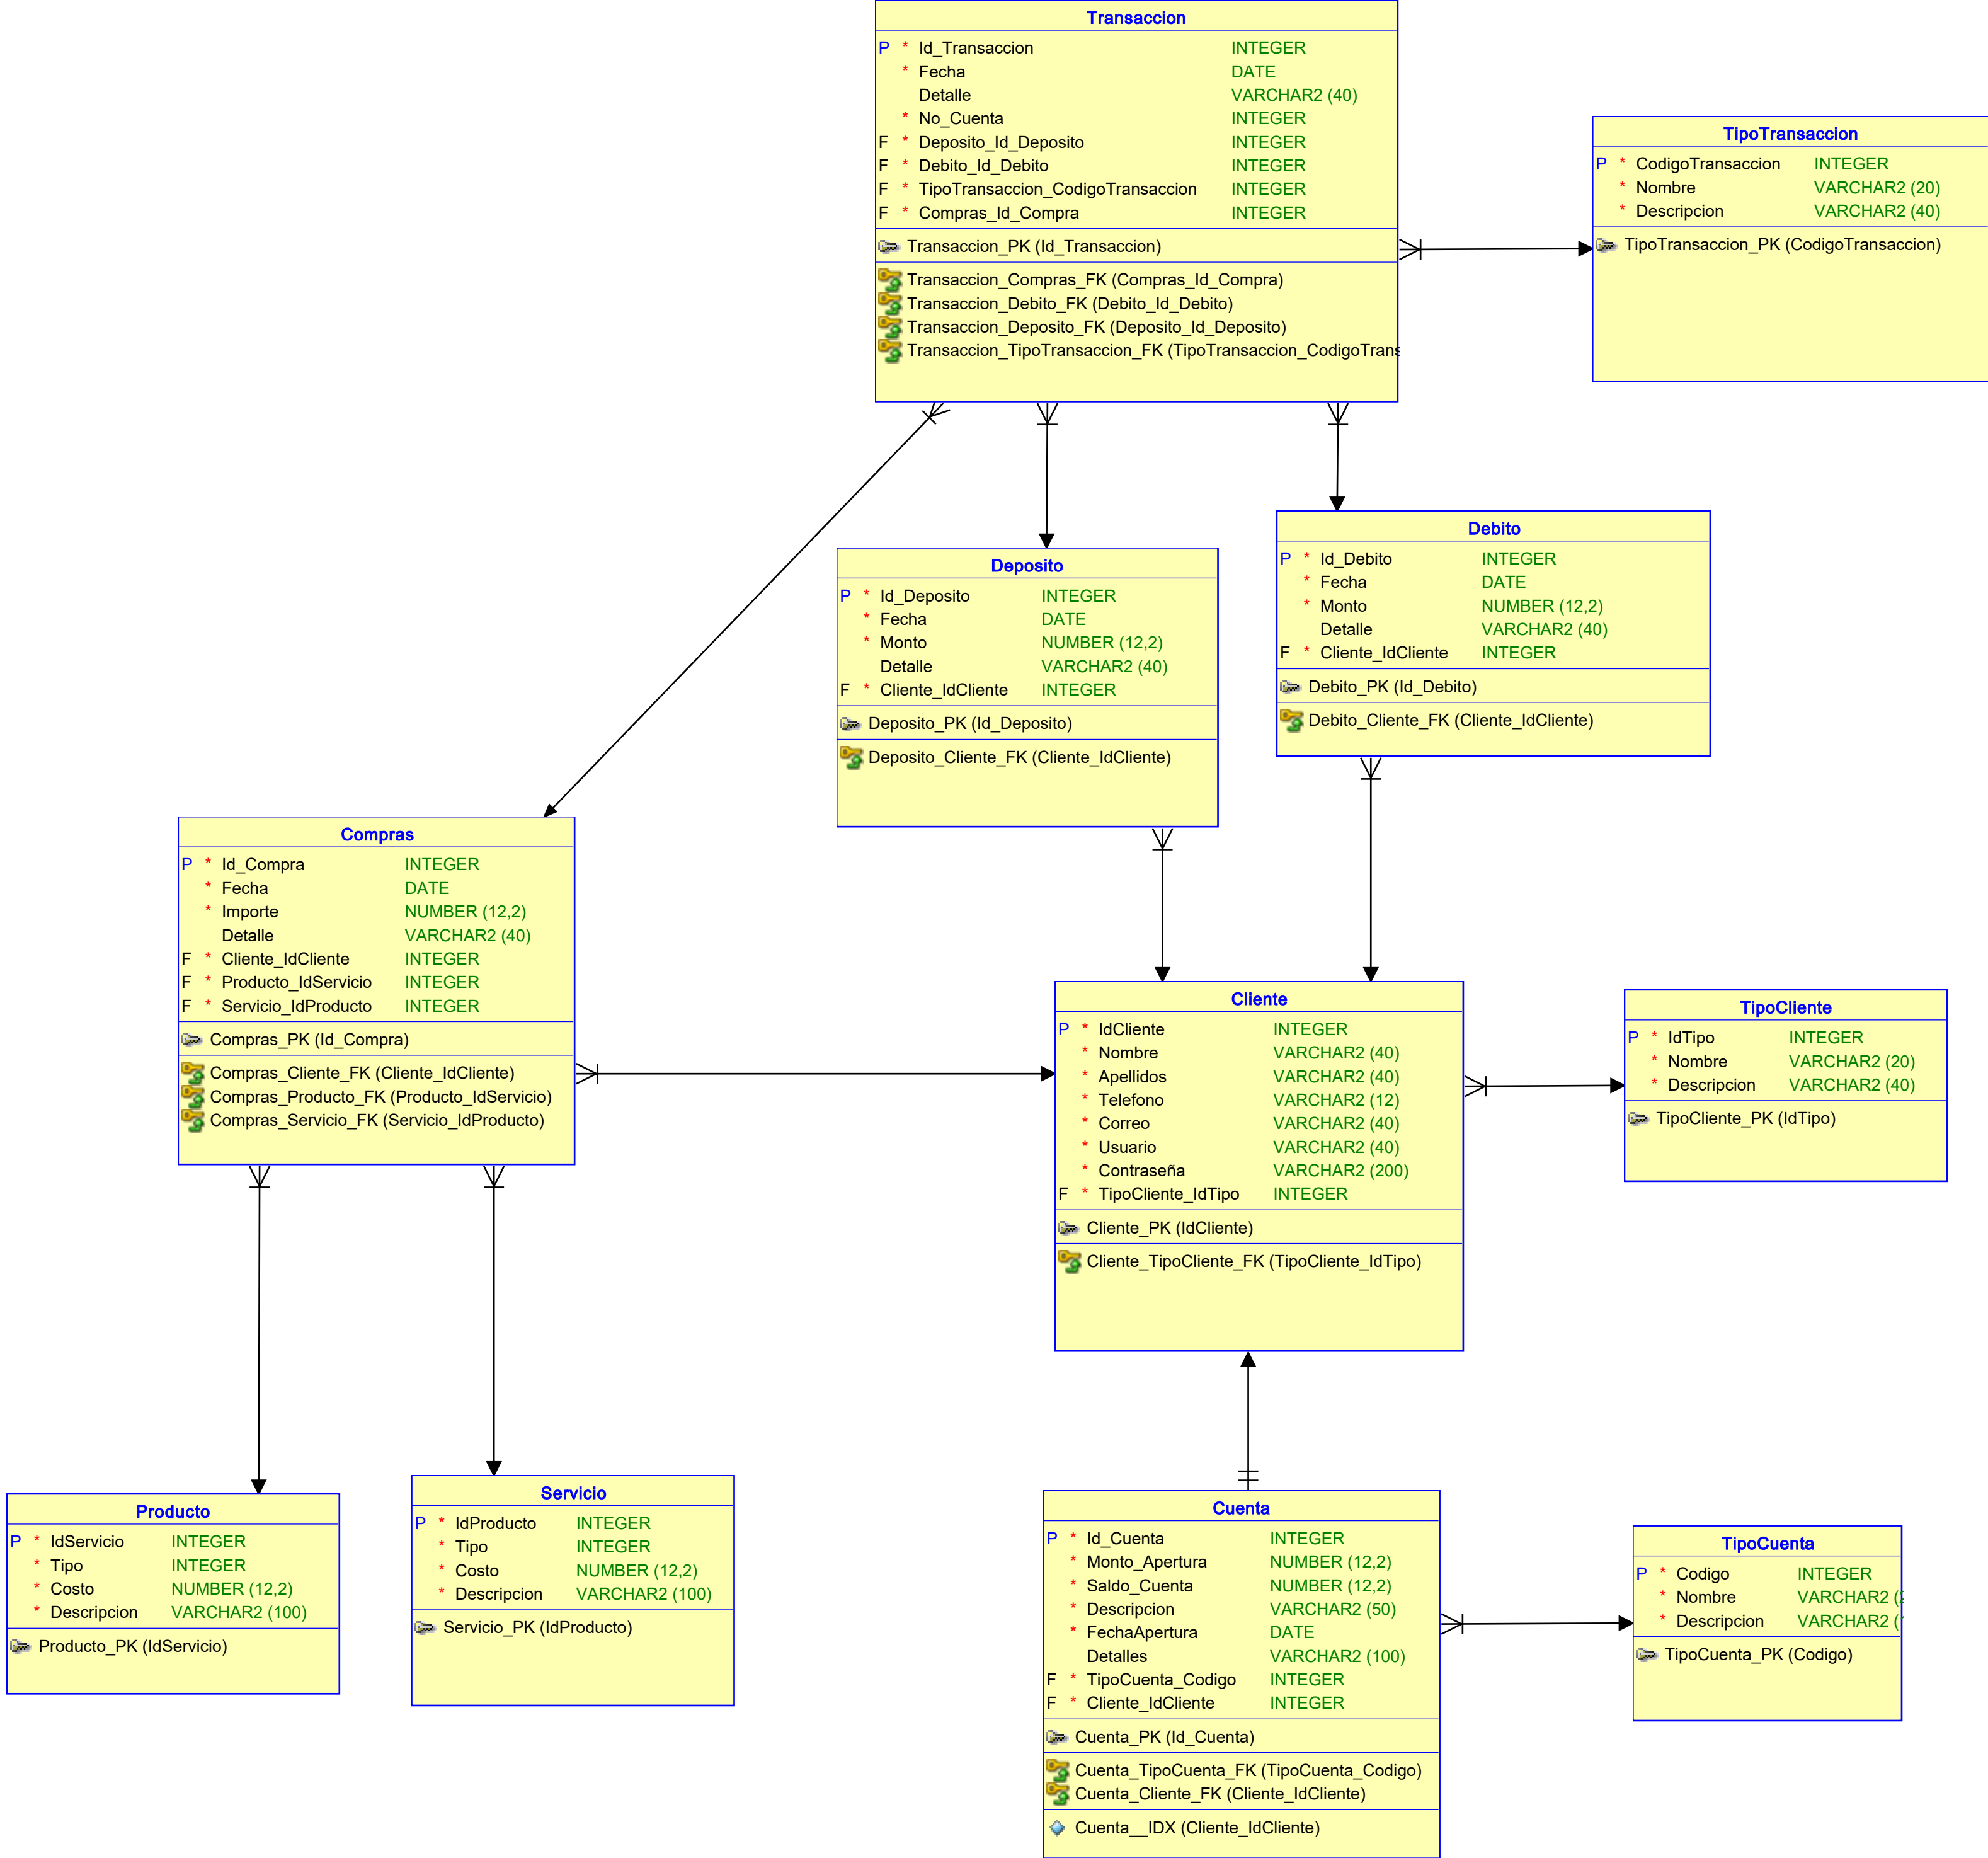 Transaccion
P * Id_Transaccion INTEGER
* Fecha DATE
Detalle VARCHAR2 (40)
* No_Cuenta INTEGER
F * Deposito_Id_Deposito INTEGER
F * Debito_Id_Debito INTEGER
F * TipoTransaccion_CodigoTransaccion INTEGER
F * Compras_Id_Compra INTEGER
Transaccion_PK (Id_Transaccion)
Transaccion_Compras_FK (Compras_Id_Compra)
Transaccion_Debito_FK (Debito_Id_Debito)
Transaccion_Deposito_FK (Deposito_Id_Deposito)
Transaccion_TipoTransaccion_FK (TipoTransaccion_CodigoTrans
TipoTransaccion
P * CodigoTransaccion INTEGER
* Nombre VARCHAR2 (20)
* Descripcion VARCHAR2 (40)
TipoTransaccion_PK (CodigoTransaccion)
Debito
P * Id_Debito INTEGER
* Fecha DATE
* Monto NUMBER (12,2)
Detalle VARCHAR2 (40)
F * Cliente_IdCliente INTEGER
Debito_PK (Id_Debito)
Debito_Cliente_FK (Cliente_IdCliente)
Deposito
P * Id_Deposito INTEGER
* Fecha DATE
* Monto NUMBER (12,2)
Detalle VARCHAR2 (40)
F * Cliente_IdCliente INTEGER
Deposito_PK (Id_Deposito)
Deposito_Cliente_FK (Cliente_IdCliente)
Compras
P * Id_Compra INTEGER
* Fecha DATE
* Importe NUMBER (12,2)
Detalle VARCHAR2 (40)
F * Cliente_IdCliente INTEGER
F * Producto_IdServicio INTEGER
F * Servicio_IdProducto INTEGER
Compras_PK (Id_Compra)
Compras_Cliente_FK (Cliente_IdCliente)
Compras_Producto_FK (Producto_IdServicio)
Compras_Servicio_FK (Servicio_IdProducto)
Cliente
P * IdCliente INTEGER
* Nombre VARCHAR2 (40)
* Apellidos VARCHAR2 (40)
* Telefono VARCHAR2 (12)
* Correo VARCHAR2 (40)
* Usuario VARCHAR2 (40)
* Contraseña VARCHAR2 (200)
F * TipoCliente_IdTipo INTEGER
Cliente_PK (IdCliente)
Cliente_TipoCliente_FK (TipoCliente_IdTipo)
TipoCliente
P * IdTipo INTEGER
* Nombre VARCHAR2 (20)
* Descripcion VARCHAR2 (40)
TipoCliente_PK (IdTipo)
Producto
P * IdServicio INTEGER
* Tipo INTEGER
* Costo NUMBER (12,2)
* Descripcion VARCHAR2 (100)
Producto_PK (IdServicio)
Servicio
P * IdProducto INTEGER
* Tipo INTEGER
* Costo NUMBER (12,2)
* Descripcion VARCHAR2 (100)
Servicio_PK (IdProducto)
Cuenta
P * Id_Cuenta INTEGER
* Monto_Apertura NUMBER (12,2)
* Saldo_Cuenta NUMBER (12,2)
* Descripcion VARCHAR2 (50)
* FechaApertura DATE
Detalles VARCHAR2 (100)
F * TipoCuenta_Codigo INTEGER
F * Cliente_IdCliente INTEGER
Cuenta_PK (Id_Cuenta)
Cuenta_TipoCuenta_FK (TipoCuenta_Codigo)
Cuenta_Cliente_FK (Cliente_IdCliente)
Cuenta__IDX (Cliente_IdCliente)
TipoCuenta
P * Codigo INTEGER
* Nombre VARCHAR2 (
* Descripcion VARCHAR2 (
TipoCuenta_PK (Codigo)